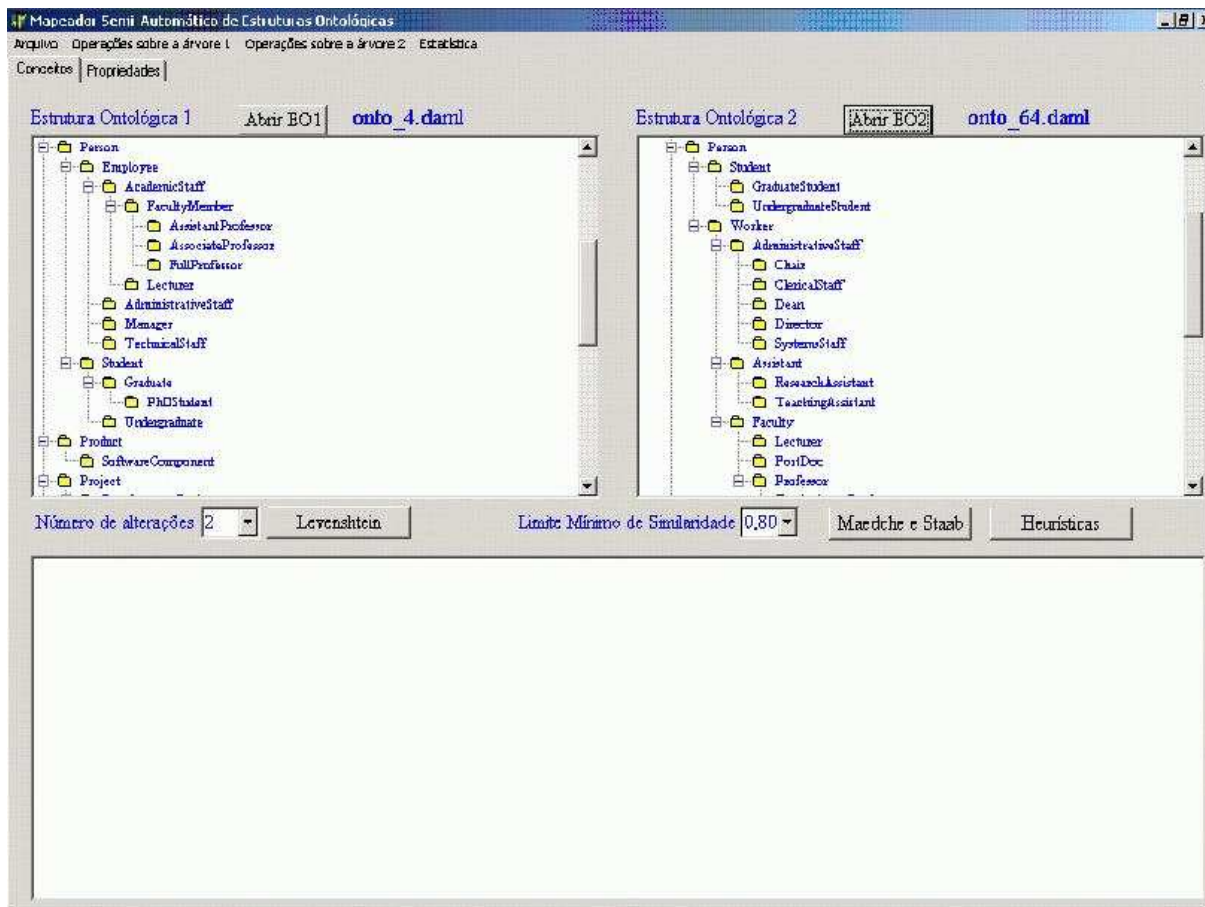 Mapeador Semi-Automático de Estruturas Ontológicas
Arquivo Operações sobre a árvore 1 Operações sobre a árvore 2 Estatística
Conceitos Propriedades
Estrutura Ontológica 1 Abrir EO1 onto_4.daml
Estrutura Ontológica 2 Abrir EO2 onto_64.daml
Person
Employee
AcademicStaff
FacultyMember
AssistantProfessor
AssociateProfessor
FullProfessor
Lecturer
AdministrativeStaff
Manager
TechnicalStaff
Student
Graduate
PhDStudent
Undergraduate
Product
SoftwareComponent
Project
Person
Student
GraduateStudent
UndergraduateStudent
Worker
AdministrativeStaff
Chair
ClericalStaff
Dean
Director
SystemsStaff
Assistant
ResearchAssistant
TeachingAssistant
Faculty
Lecturer
PostDoc
Professor
Número de alterações 2 Levenshtein Limite Mínimo de Similaridade 0,80 Maedche e Staab Heurísticas